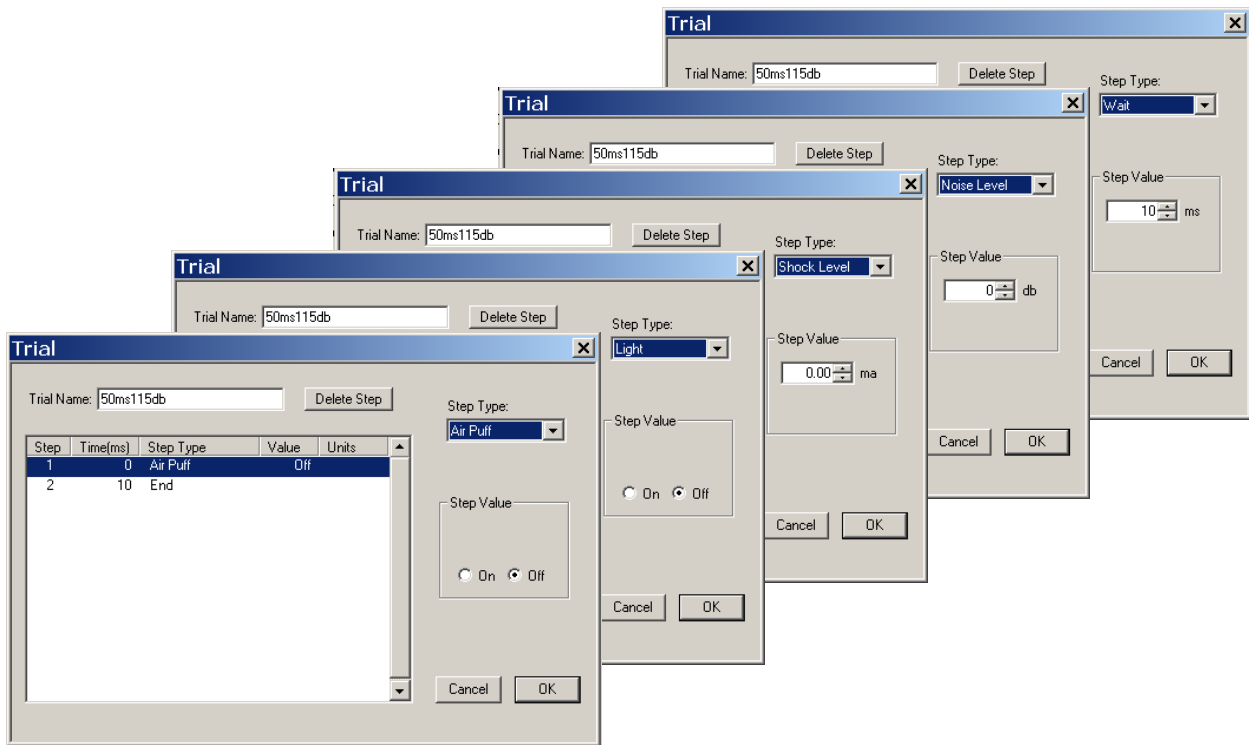 Trial
Trial Name: 50ms115db Delete Step
Step Type:
Wait
Step Value
10 ms
Cancel OK
Trial
Trial Name: 50ms115db Delete Step
Step Type:
Noise Level
Step Value
0 db
Cancel OK
Trial
Trial Name: 50ms115db Delete Step
Step Type:
Shock Level
Step Value
0.00 ma
Cancel OK
Trial
Trial Name: 50ms115db Delete Step
Step Type:
Light
Step Value
On Off
Cancel OK
Trial
Trial Name: 50ms115db Delete Step
Step Type:
Air Puff
Step Time(ms) Step Type Value Units
1 0 Air Puff Off
2 10 End
Step Value
On Off
Cancel OK